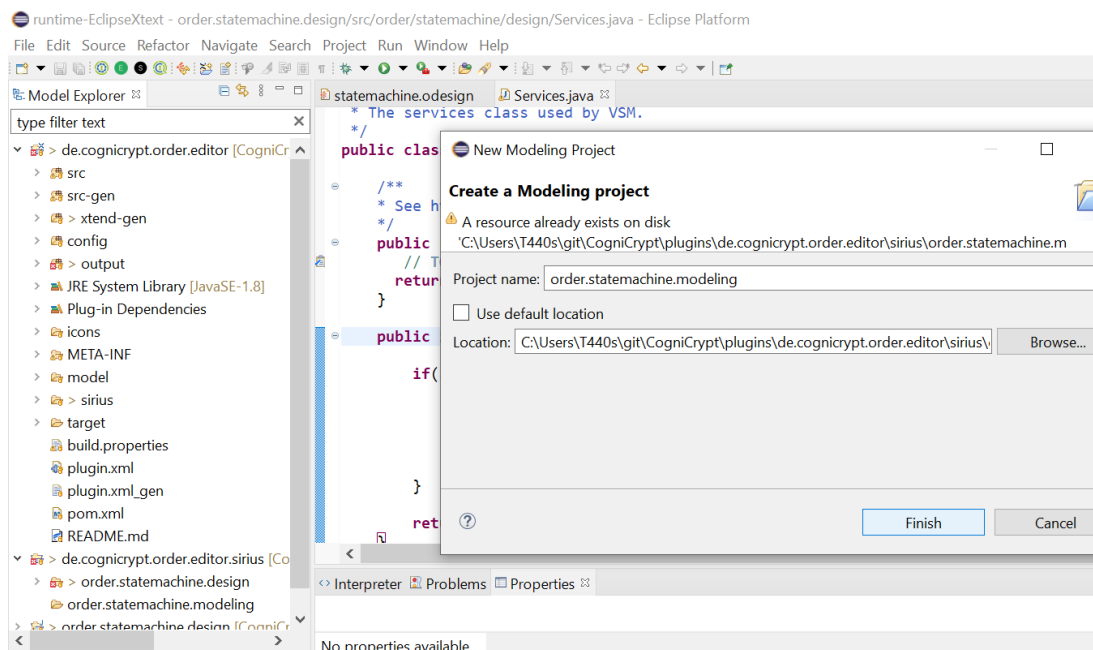 runtime-EclipseXtext - order.statemachine.design/src/order/statemachine/design/Services.java - Eclipse Platform
File Edit Source Refactor Navigate Search Project Run Window Help
Model Explorer
type filter text
> de.cognicrypt.order.editor [CogniCr
src
src-gen
> xtend-gen
config
> output
JRE System Library [JavaSE-1.8]
Plug-in Dependencies
icons
META-INF
model
> sirius
target
build.properties
plugin.xml
plugin.xml_gen
pom.xml
README.md
> de.cognicrypt.order.editor.sirius [Co
> order.statemachine.design
order.statemachine.modeling
> order.statemachine.design [CogniCr
statemachine.odesign Services.java
* The services class used by VSM.
*/
public clas
/**
* See h
*/
public
// T
retur
}
public
if(
}
ret
}
New Modeling Project
Create a Modeling project
A resource already exists on disk
'C:\Users\T440s\git\CogniCrypt\plugins\de.cognicrypt.order.editor\sirius\order.statemachine.m
Project name: order.statemachine.modeling
Use default location
Location: C:\Users\T440s\git\CogniCrypt\plugins\de.cognicrypt.order.editor\sirius\ Browse...
Finish Cancel
Interpreter Problems Properties
No properties available